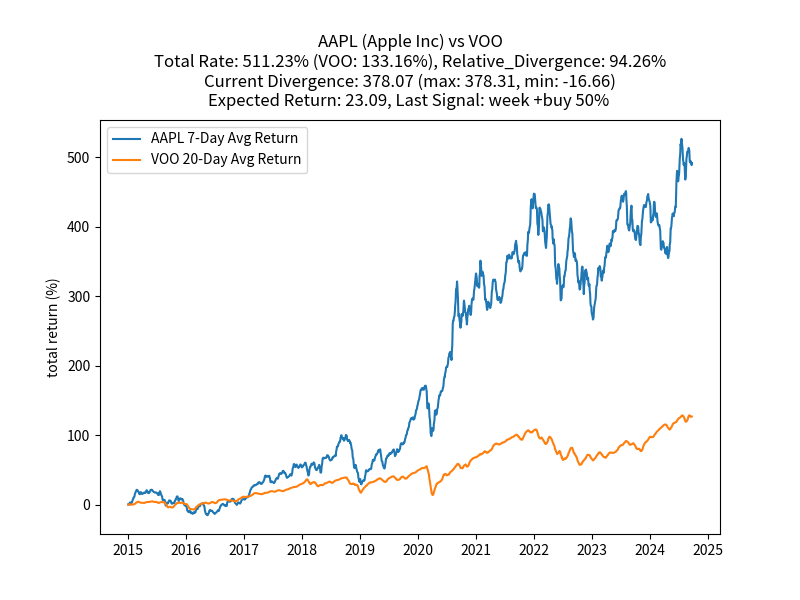 AAPL (Apple Inc) vs VOO
Total Rate: 511.23% (VOO: 133.16%), Relative_Divergence: 94.26%
Current Divergence: 378.07 (max: 378.31, min: -16.66)
Expected Return: 23.09, Last Signal: week +buy 50%
AAPL 7-Day Avg Return
VOO 20-Day Avg Return
total return (%)
500
400
300
200
100
0
2015 2016 2017 2018 2019 2020 2021 2022 2023 2024 2025